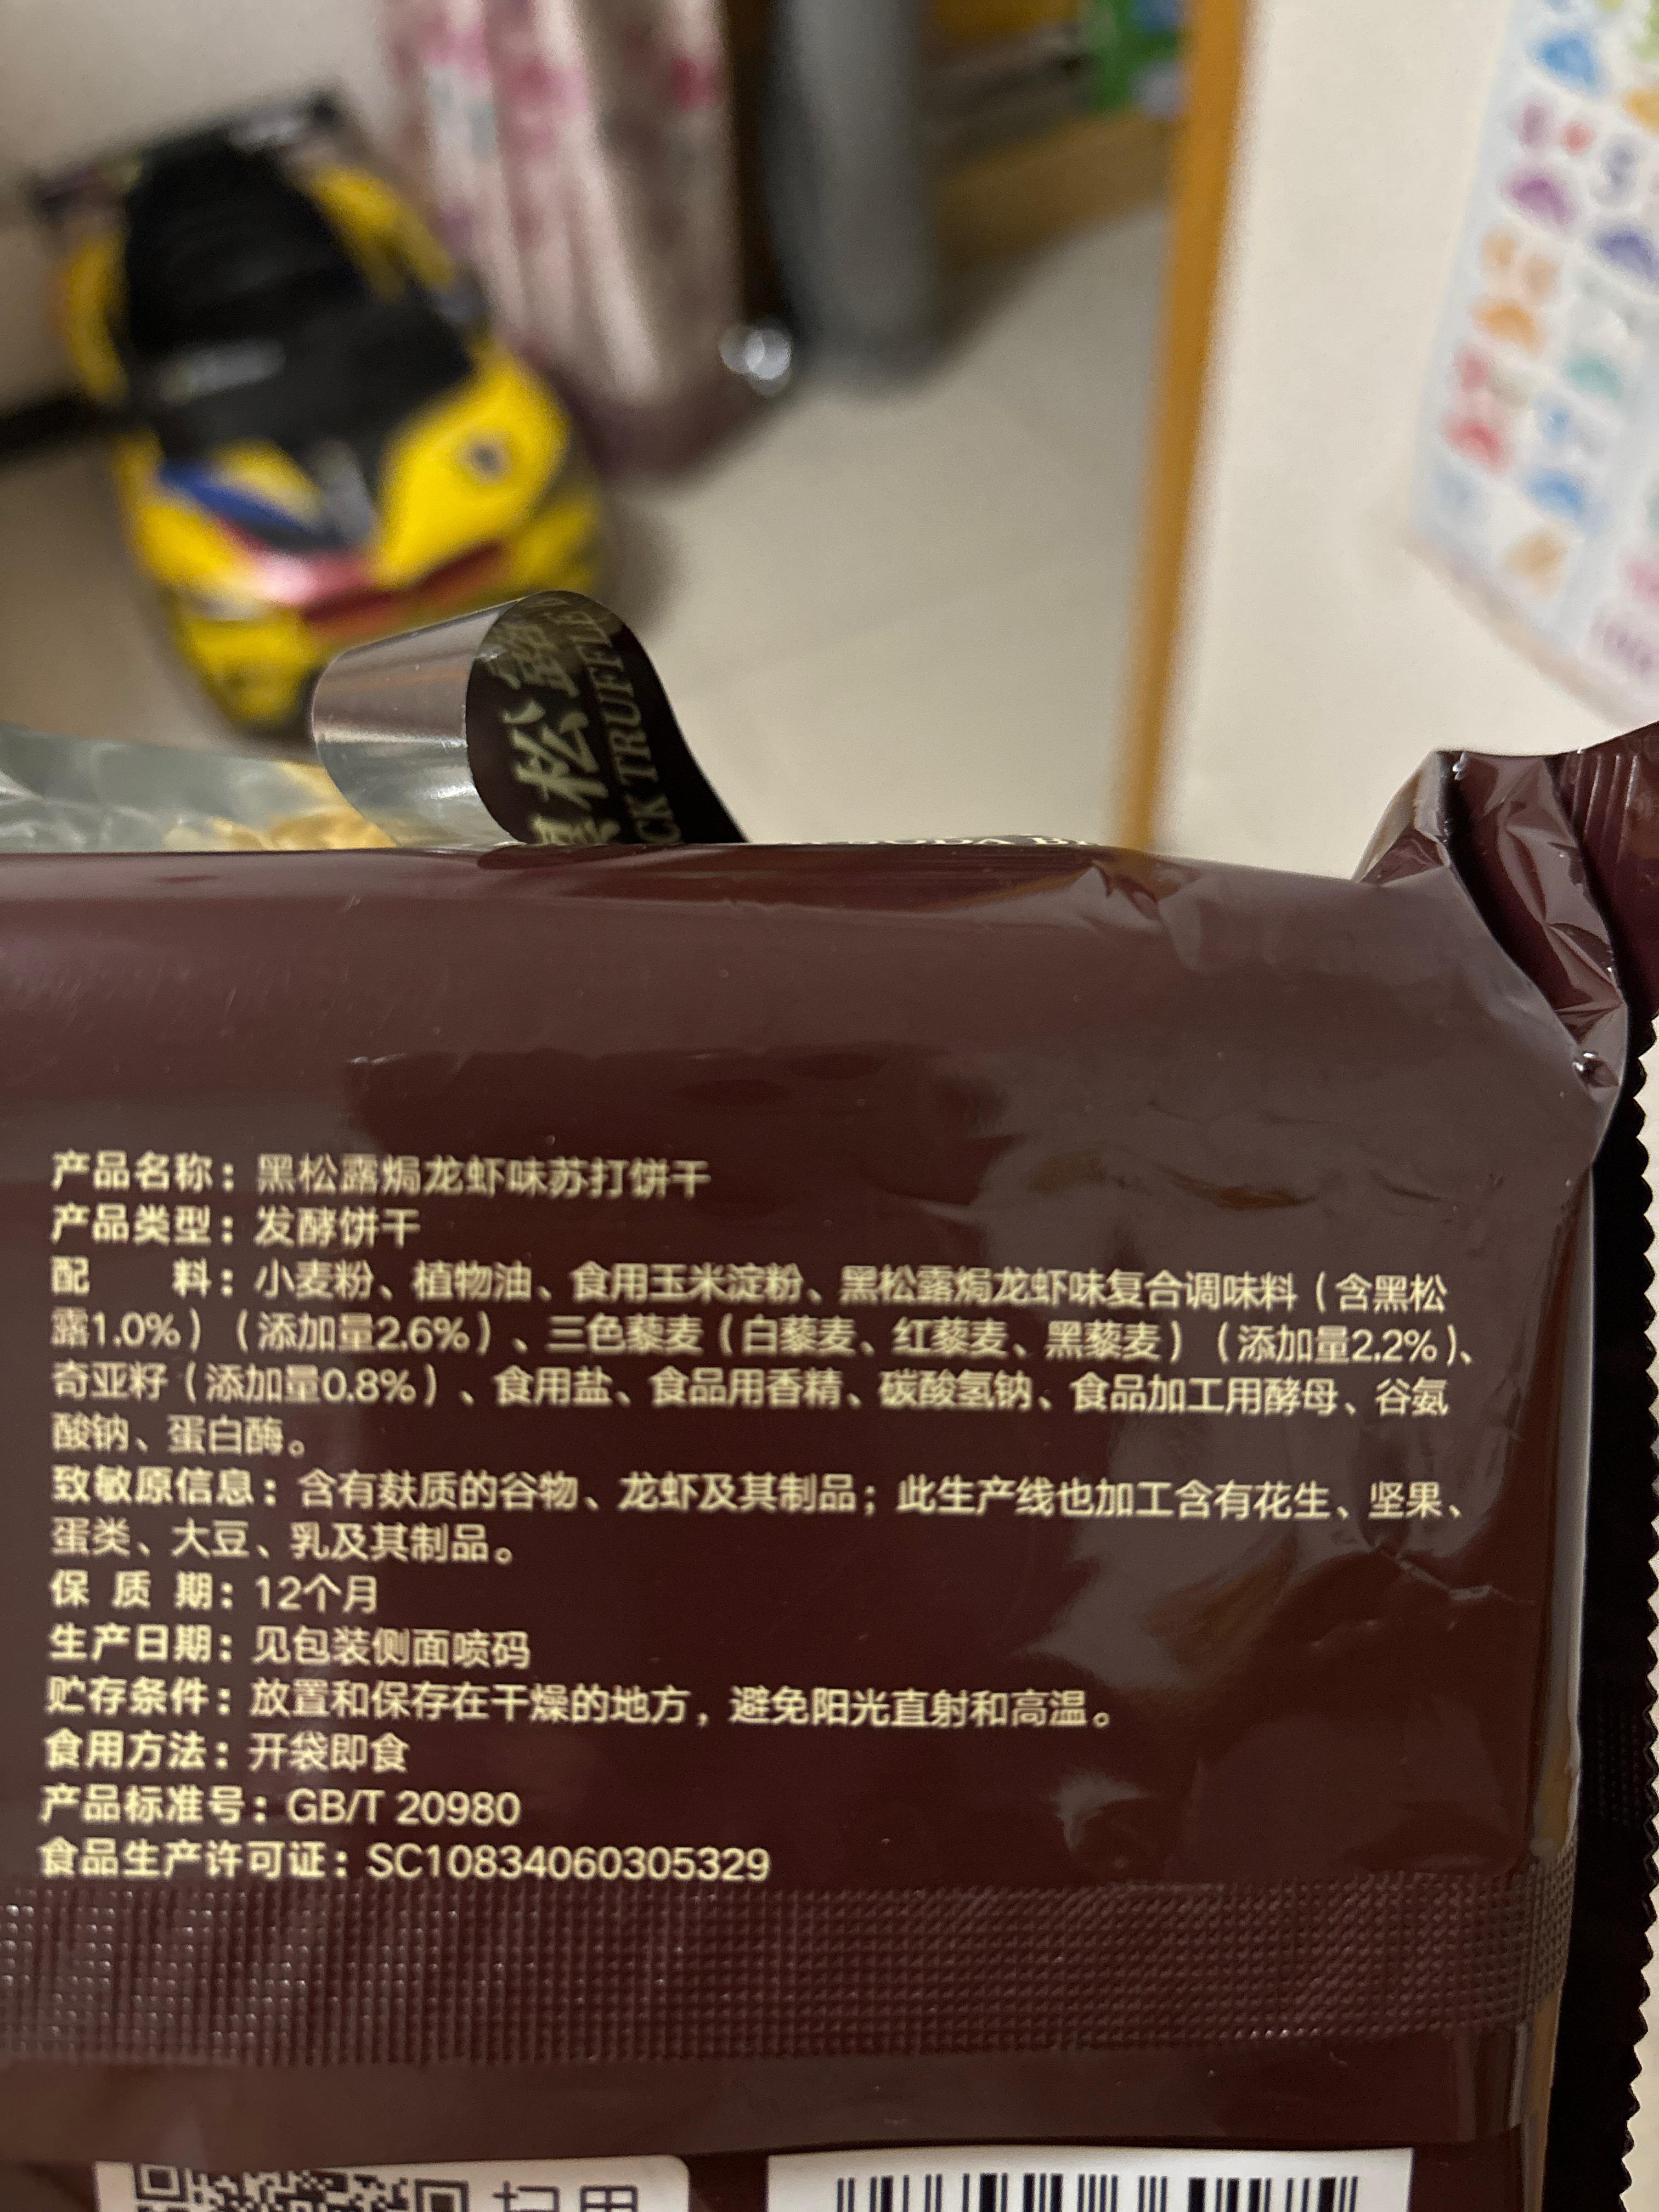 黑松露
CK TRUFFLE
产品名称：黑松露焗龙虾味苏打饼干
产品类型：发酵饼干
配 料：小麦粉、植物油、食用玉米淀粉、黑松露焗龙虾味复合调味料（含黑松
露1.0%）（添加量2.6%）、三色藜麦（白藜麦、红藜麦、黑藜麦）（添加量2.2%）、
奇亚籽（添加量0.8%）、食用盐、食品用香精、碳酸氢钠、食品加工用酵母、谷氨
酸钠、蛋白酶。
致敏原信息：含有麸质的谷物、龙虾及其制品；此生产线也加工含有花生、坚果、
蛋类、大豆、乳及其制品。
保 质 期：12个月
生产日期：见包装侧面喷码
贮存条件：放置和保存在干燥的地方，避免阳光直射和高温。
食用方法：开袋即食
产品标准号：GB/T 20980
食品生产许可证：SC10834060305329